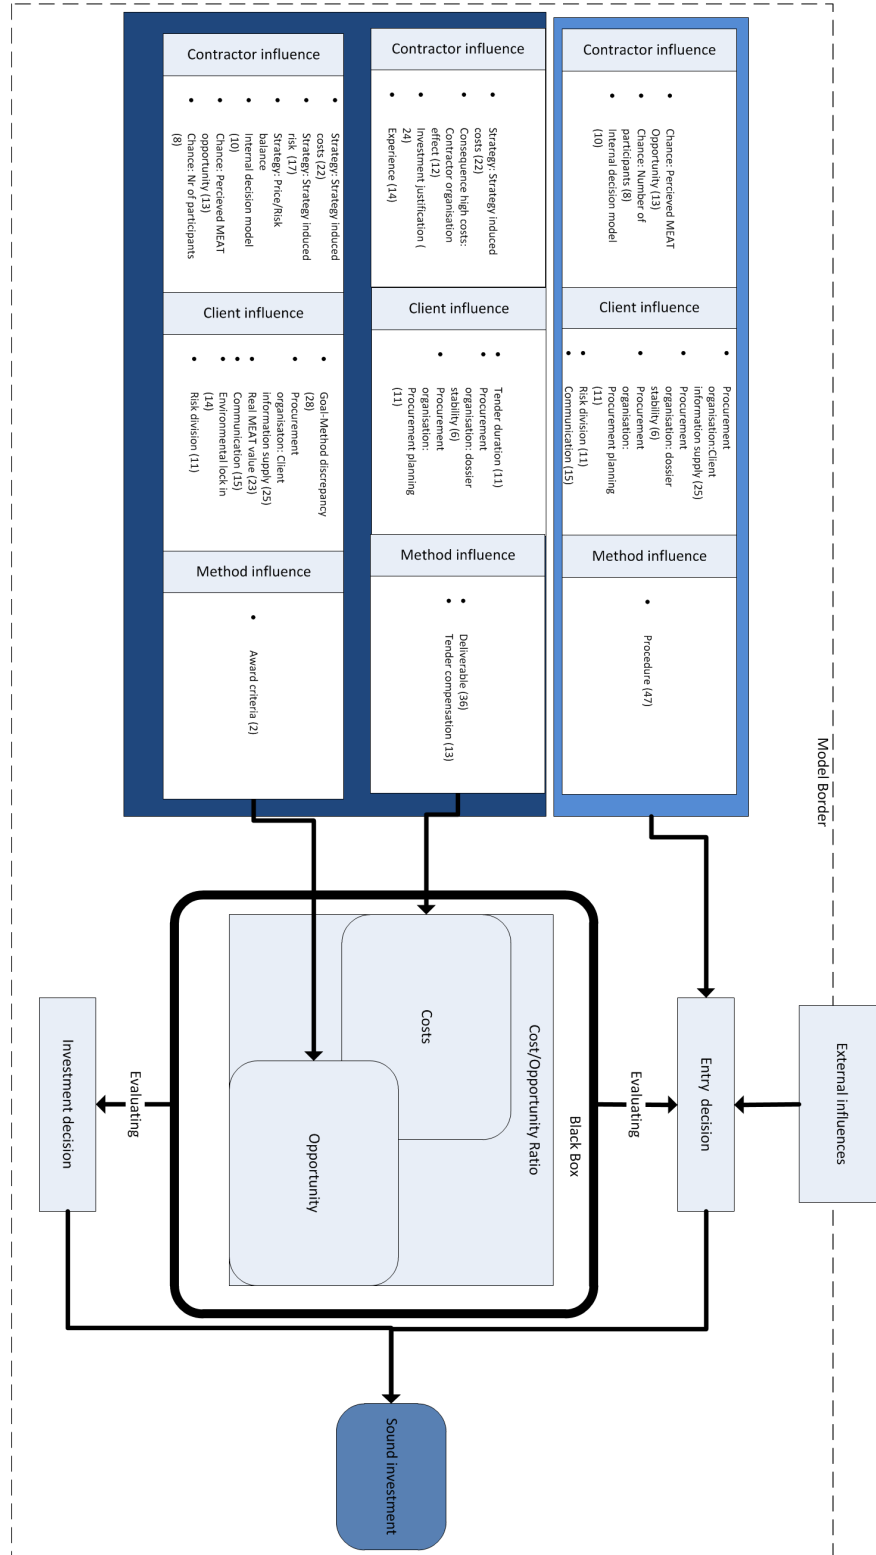 Model Border
External influences
Contractor influence
Chance: Percieved MEAT
Opportunity (13)
Chance: Number of
participants (8)
Internal decision model
(10)
Client influence
Procurement
organisation:Client
information supply (25)
Procurement
organisation: dossier
stability (6)
Procurement
organisation:
Procurement planning
(11)
Risk division (11)
Communication (15)
Method influence
Procedure (47)
Entry decision
Contractor influence
Strategy: Strategy induced
costs (22)
Consequence high costs:
Contractor organisation
effect (12)
Investment justification (
24)
Experience (14)
Client influence
Tender duration (11)
Procurement
organisation: dossier
stability (6)
Procurement
organisation:
Procurement planning
(11)
Method influence
Deliverable (36)
Tender compensation (13)
Contractor influence
Strategy: Strategy induced
costs (22)
Strategy: Strategy induced
risk (17)
Strategy: Price/Risk
balance
Internal decision model
(10)
Chance: Percieved MEAT
opportunity (13)
Chance: Nr of participants
(8)
Client influence
Goal-Method discrepancy
(28)
Procurement
organisaton: Client
information supply (25)
Real MEAT value (23)
Communication (15)
Environmental lock in
(14)
Risk division (11)
Method influence
Award criteria (2)
Evaluating
Black Box
Cost/Opportunity Ratio
Costs
Opportunity
Evaluating
Investment decision
Sound investment